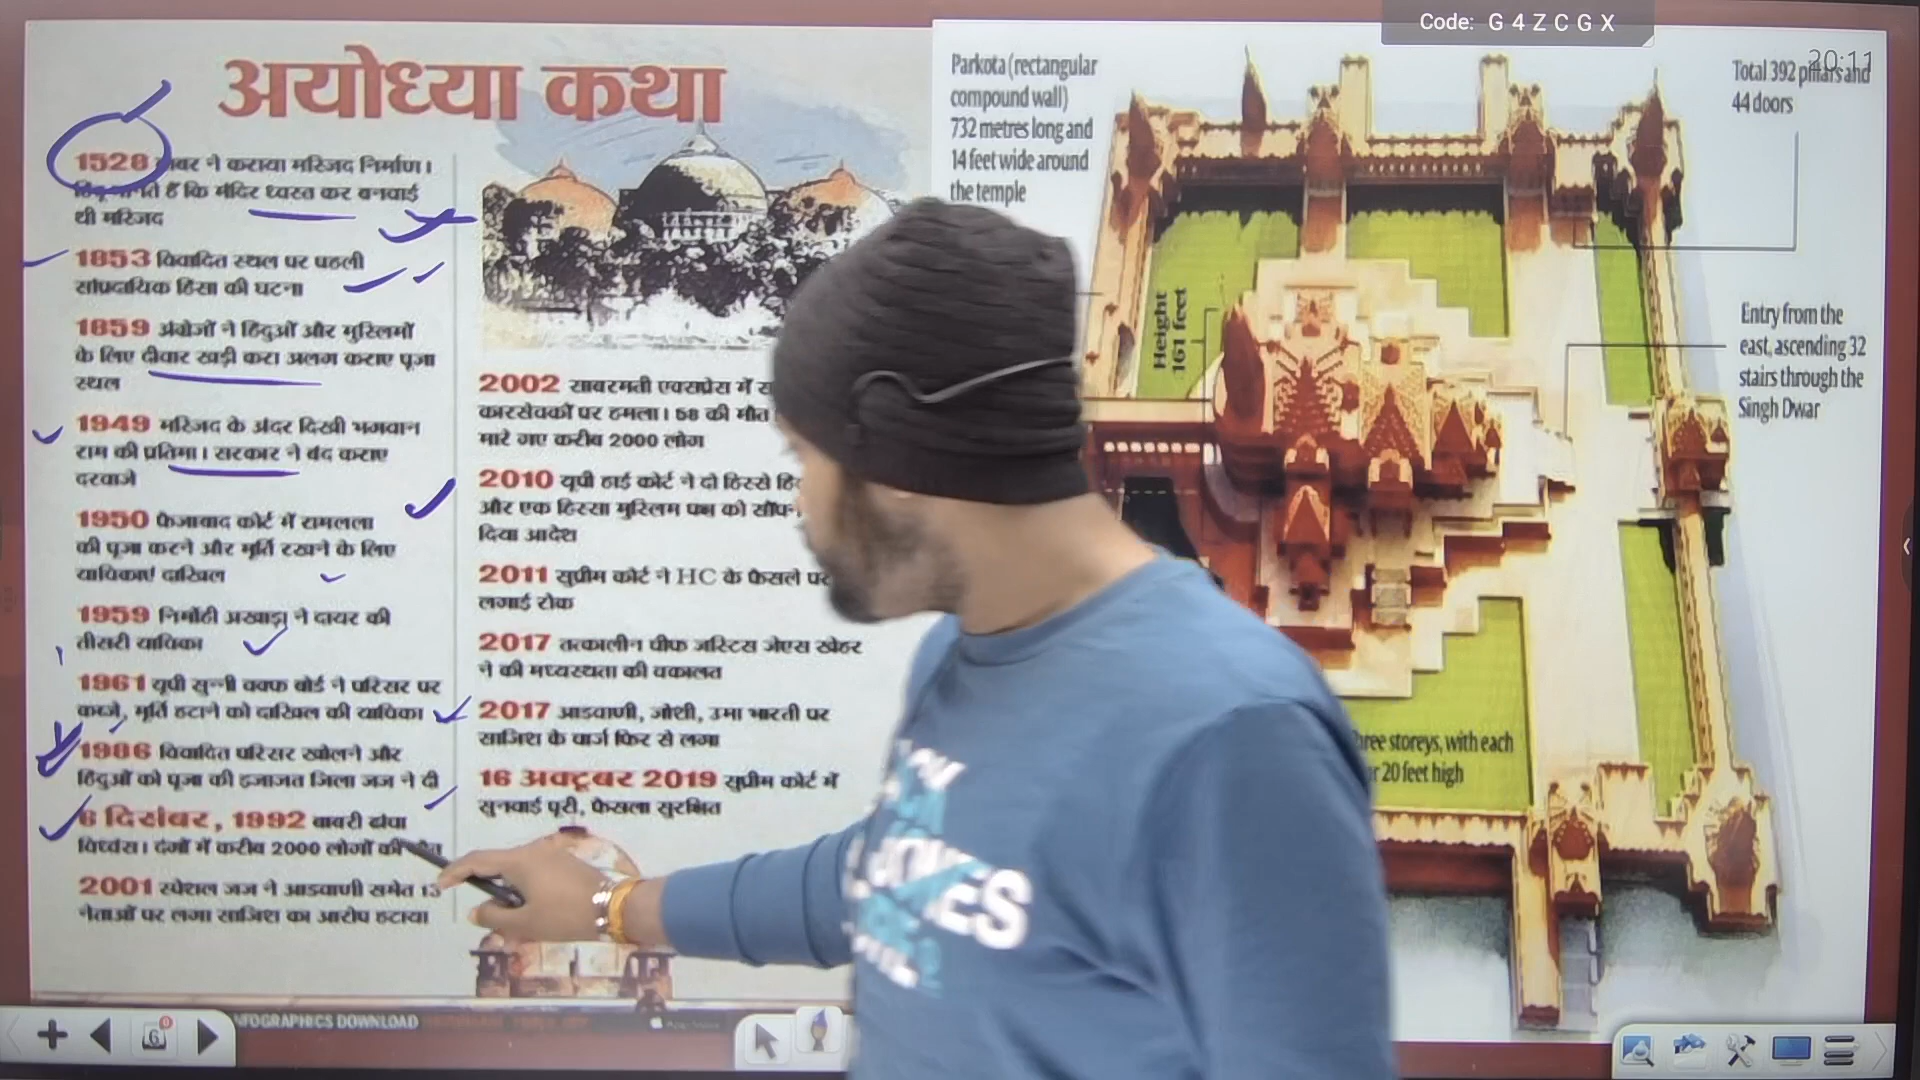 Code: G 4 Z C G X
20:11
अयोध्या कथा
1528 बाबर ने कराया मस्जिद निर्माण।
हिंदू मानते हैं कि मंदिर ध्वस्त कर बनवाई
थी मस्जिद
1853 विवादित स्थल पर पहली
सांप्रदायिक हिंसा की घटना
1859 अंग्रेजों ने हिंदुओं और मुस्लिमों
के लिए दीवार खड़ी करा अलग कराए पूजा
स्थल
1949 मस्जिद के अंदर दिखी भगवान
राम की प्रतिमा। सरकार ने बंद कराए
दरवाजे
1950 फैजाबाद कोर्ट में रामलला
की पूजा करने और मूर्ति रखने के लिए
याचिकाएं दाखिल
1959 निर्मोही अखाड़ा ने दायर की
तीसरी याचिका
1961 यूपी सुन्नी वक्फ बोर्ड ने परिसर पर
कब्जे, मूर्ति हटाने को दाखिल की याचिका
1986 विवादित परिसर खोलने और
हिंदुओं को पूजा की इजाजत जिला जज ने दी
6 दिसंबर, 1992 बाबरी ढांचा
विध्वंस। दंगों में करीब 2000 लोगों की मौत
2001 स्पेशल जज ने आडवाणी समेत 13
नेताओं पर लगा साजिश का आरोप हटाया
2002 साबरमती एक्सप्रेस में
कारसेवकों पर हमला। 58 की मौत
मारे गए करीब 2000 लोग
2010 यूपी हाई कोर्ट ने दो हिस्से
और एक हिस्सा मुस्लिम पक्ष को
दिया आदेश
2011 सुप्रीम कोर्ट ने HC के फैसले पर
लगाई रोक
2017 तत्कालीन चीफ जस्टिस जेएस खेहर
ने की मध्यस्थता की वकालत
2017 आडवाणी, जोशी, उमा भारती पर
साजिश के चार्ज फिर से लगा
16 अक्टूबर 2019 सुप्रीम कोर्ट में
सुनवाई पूरी, फैसला सुरक्षित
NFOGRAPHICS DOWNLOAD
Parkota (rectangular
compound wall)
732 metres long and
14 feet wide around
the temple
Total 392 pillars and
44 doors
Height
161 feet
Entry from the
east, ascending 32
stairs through the
Singh Dwar
storeys, with each
20 feet high
6